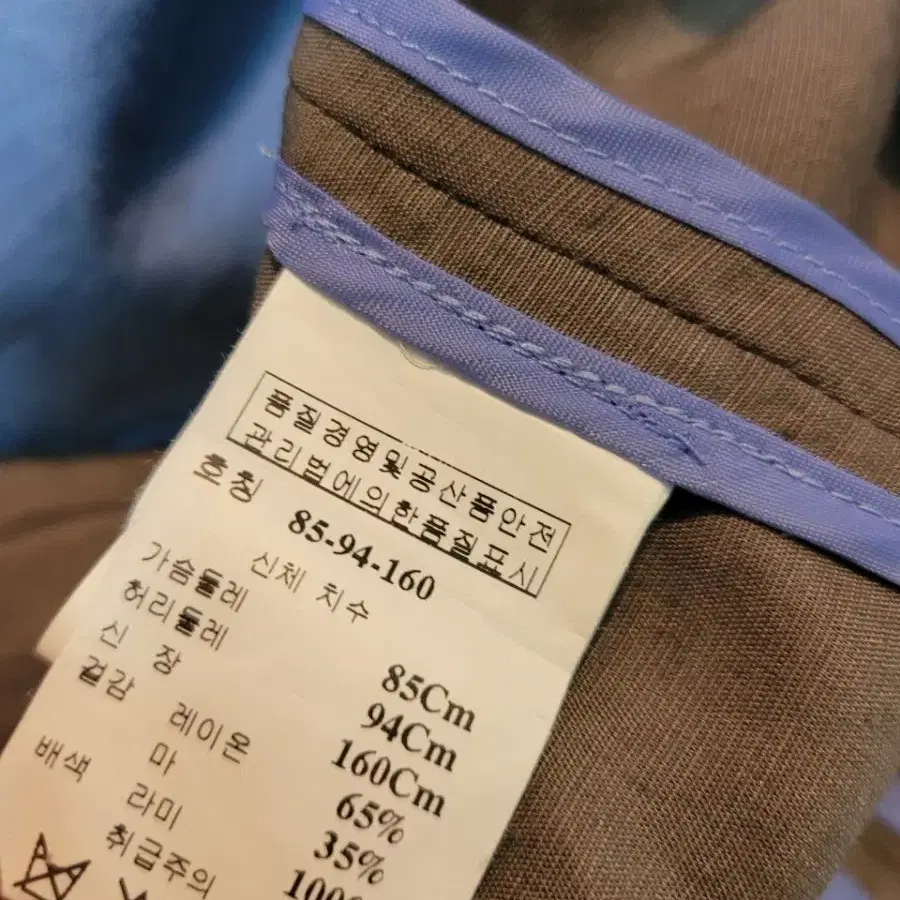 품질경영및공산품안전
관리법에의한품질표시
호칭 85-94-160
신체 치수
가슴둘레 85Cm
허리둘레 94Cm
신 장 160Cm
겉감 레이온 65%
마 35%
배색 라미
취급주의